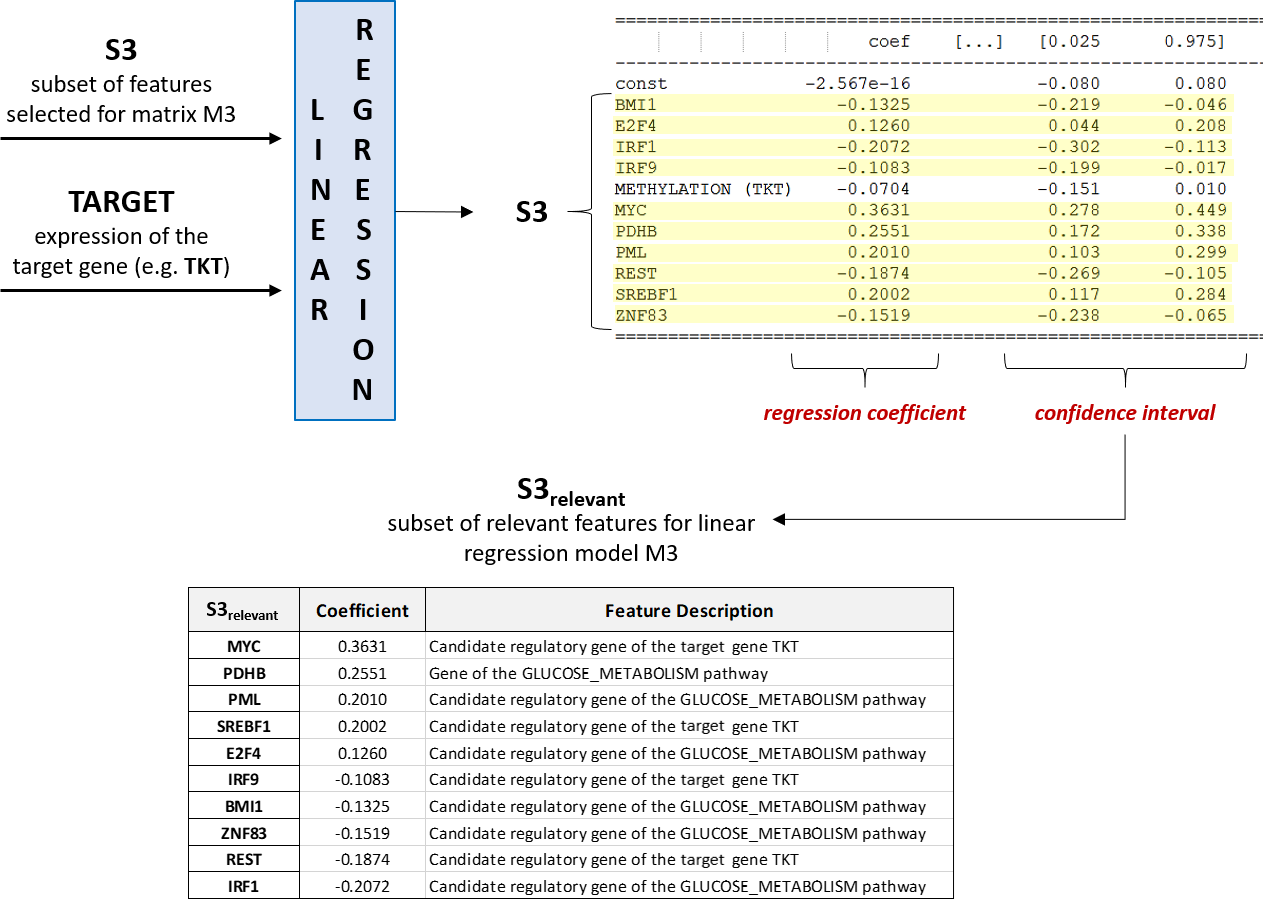 S3
subset of features
selected for matrix M3
TARGET
expression of the
target gene (e.g. TKT)
LINEAR
REGRESSION
S3
================================================
coef [...] [0.025 0.975]
------------------------------------------------
const -2.567e-16 -0.080 0.080
BMI1 -0.1325 -0.219 -0.046
E2F4 0.1260 0.044 0.208
IRF1 -0.2072 -0.302 -0.113
IRF9 -0.1083 -0.199 -0.017
METHYLATION (TKT) -0.0704 -0.151 0.010
MYC 0.3631 0.278 0.449
PDHB 0.2551 0.172 0.338
PML 0.2010 0.103 0.299
REST -0.1874 -0.269 -0.105
SREBF1 0.2002 0.117 0.284
ZNF83 -0.1519 -0.238 -0.065
================================================
regression coefficient
confidence interval
S3relevant
subset of relevant features for linear
regression model M3
S3relevant Coefficient Feature Description
MYC 0.3631 Candidate regulatory gene of the target gene TKT
PDHB 0.2551 Gene of the GLUCOSE_METABOLISM pathway
PML 0.2010 Candidate regulatory gene of the GLUCOSE_METABOLISM pathway
SREBF1 0.2002 Candidate regulatory gene of the target gene TKT
E2F4 0.1260 Candidate regulatory gene of the GLUCOSE_METABOLISM pathway
IRF9 -0.1083 Candidate regulatory gene of the target gene TKT
BMI1 -0.1325 Candidate regulatory gene of the GLUCOSE_METABOLISM pathway
ZNF83 -0.1519 Candidate regulatory gene of the GLUCOSE_METABOLISM pathway
REST -0.1874 Candidate regulatory gene of the target gene TKT
IRF1 -0.2072 Candidate regulatory gene of the GLUCOSE_METABOLISM pathway